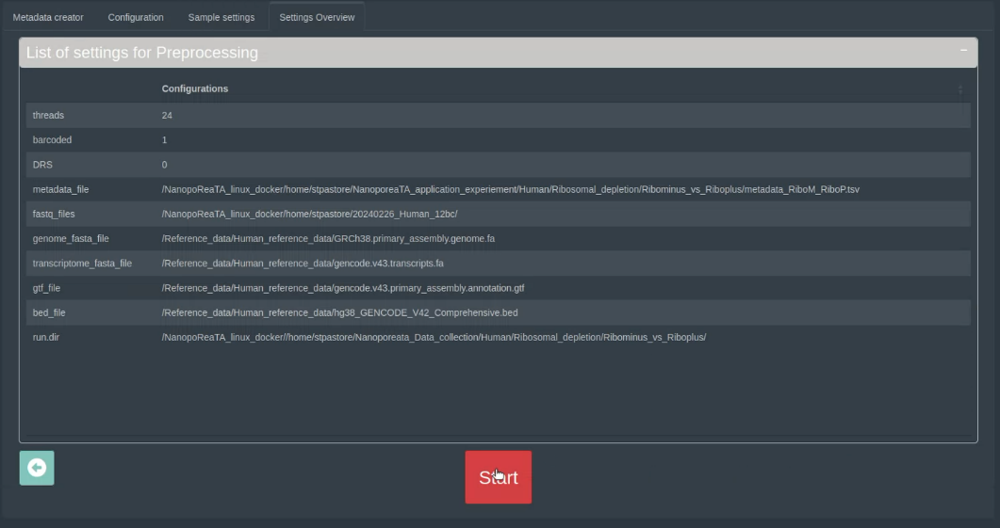 Metadata creator Configuration Sample settings Settings Overview
List of settings for Preprocessing
Configurations
threads 24
barcoded 1
DRS 0
metadata_file /NanopoReaTA_linux_docker/home/stpastore/NanoporeaTA_application_experiement/Human/Ribosomal_depletion/Ribominus_vs_Riboplus/metadata_RiboM_RiboP.tsv
fastq_files /NanopoReaTA_linux_docker/home/stpastore/20240226_Human_12bc/
genome_fasta_file /Reference_data/Human_reference_data/GRCh38.primary_assembly.genome.fa
transcriptome_fasta_file /Reference_data/Human_reference_data/gencode.v43.transcripts.fa
gtf_file /Reference_data/Human_reference_data/gencode.v43.primary_assembly.annotation.gtf
bed_file /Reference_data/Human_reference_data/hg38_GENCODE_V42_Comprehensive.bed
run.dir /NanopoReaTA_linux_docker//home/stpastore/Nanoporeata_Data_collection/Human/Ribosomal_depletion/Ribominus_vs_Riboplus/
Start